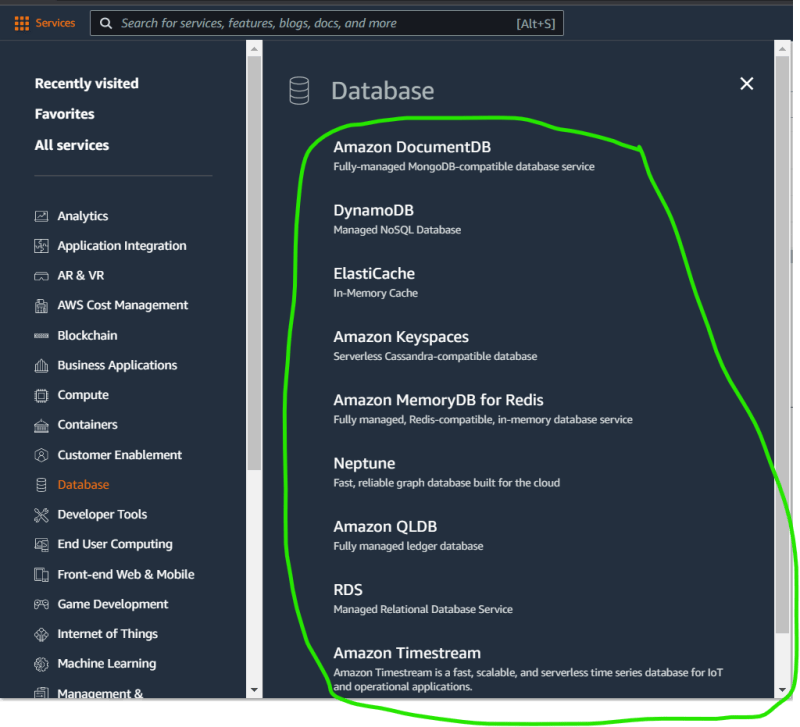 Services
Search for services, features, blogs, docs, and more [Alt+S]
Recently visited
Favorites
All services
Analytics
Application Integration
AR & VR
AWS Cost Management
Blockchain
Business Applications
Compute
Containers
Customer Enablement
Database
Developer Tools
End User Computing
Front-end Web & Mobile
Game Development
Internet of Things
Machine Learning
Management &
Database
Amazon DocumentDB
Fully-managed MongoDB-compatible database service
DynamoDB
Managed NoSQL Database
ElastiCache
In-Memory Cache
Amazon Keyspaces
Serverless Cassandra-compatible database
Amazon MemoryDB for Redis
Fully managed, Redis-compatible, in-memory database service
Neptune
Fast, reliable graph database built for the cloud
Amazon QLDB
Fully managed ledger database
RDS
Managed Relational Database Service
Amazon Timestream
Amazon Timestream is a fast, scalable, and serverless time series database for IoT
and operational applications.